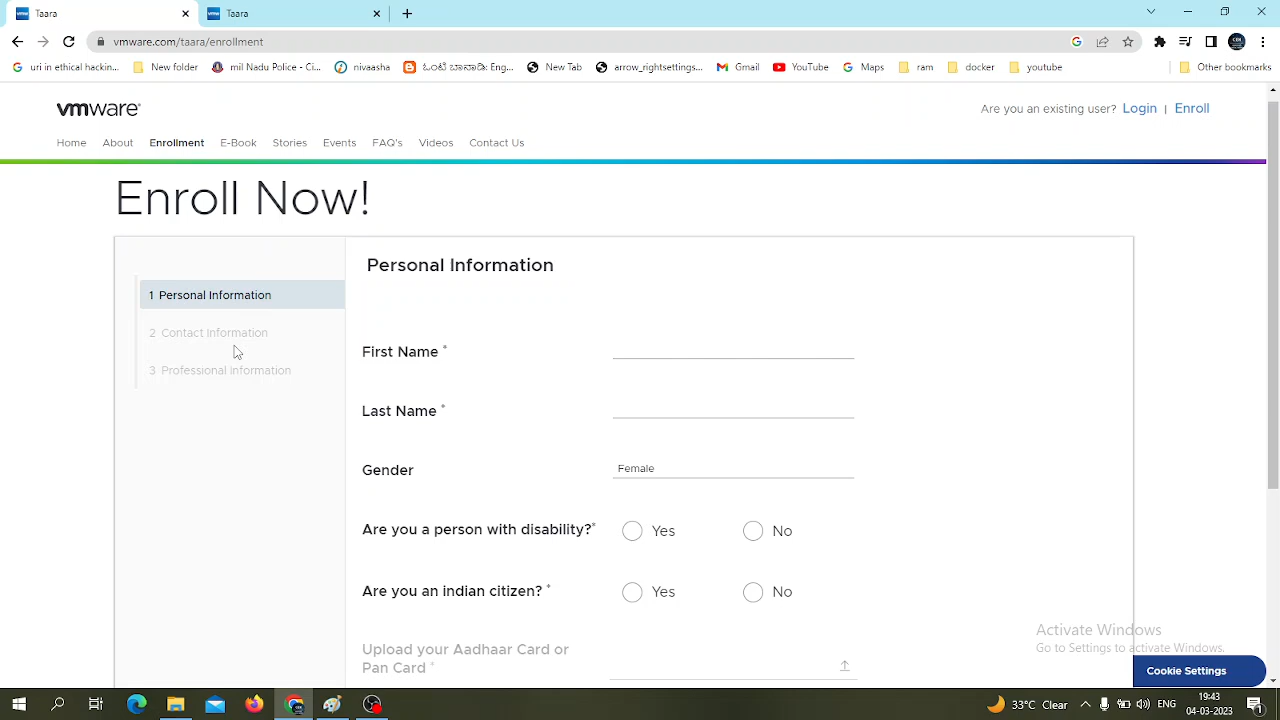 Taara
Taara
vmware.com/taara/enrollment
uri in ethical hackin...
New folder
mil Nadu Police - Ci...
nivaasha
Eng...
New Tab
arrow_rightsettings...
Gmail
YouTube
Maps
ram
docker
youtube
Other bookmarks
vmware®
Are you an existing user? Login | Enroll
Home About Enrollment E-Book Stories Events FAQ's Videos Contact Us
Enroll Now!
1 Personal Information
2 Contact Information
3 Professional Information
Personal Information
First Name *
Last Name *
Gender
Female
Are you a person with disability?*
Yes
No
Are you an indian citizen? *
Yes
No
Upload your Aadhaar Card or
Pan Card *
Activate Windows
Go to Settings to activate Windows.
Cookie Settings
33°C Clear
19:43
04-03-2023